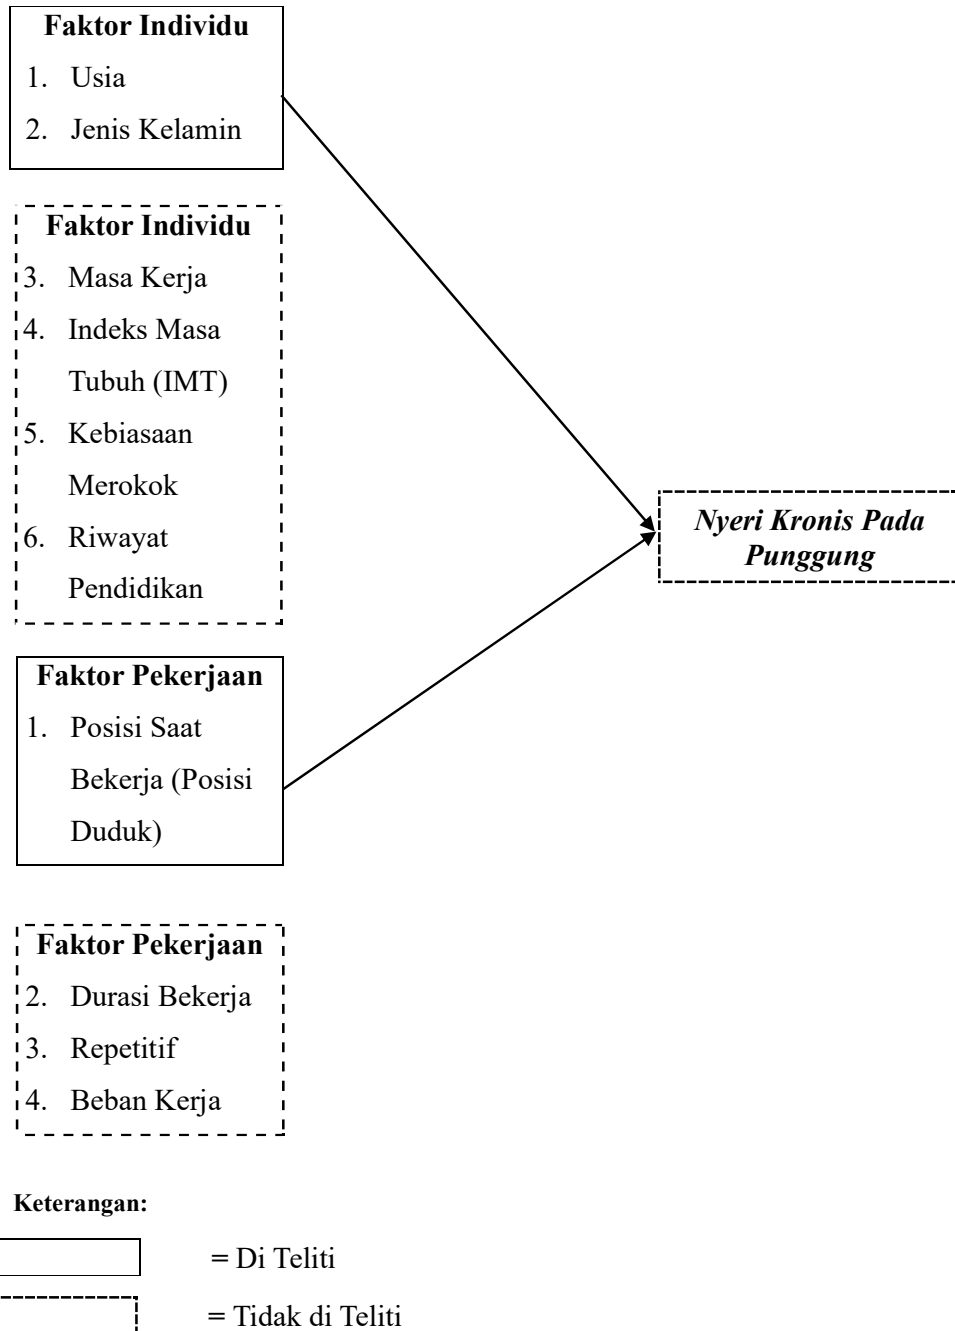 Faktor Individu
1. Usia
2. Jenis Kelamin
Faktor Individu
3. Masa Kerja
4. Indeks Masa
Tubuh (IMT)
5. Kebiasaan
Merokok
6. Riwayat
Pendidikan
Nyeri Kronis Pada
Punggung
Faktor Pekerjaan
1. Posisi Saat
Bekerja (Posisi
Duduk)
Faktor Pekerjaan
2. Durasi Bekerja
3. Repetitif
4. Beban Kerja
Keterangan:
= Di Teliti
= Tidak di Teliti